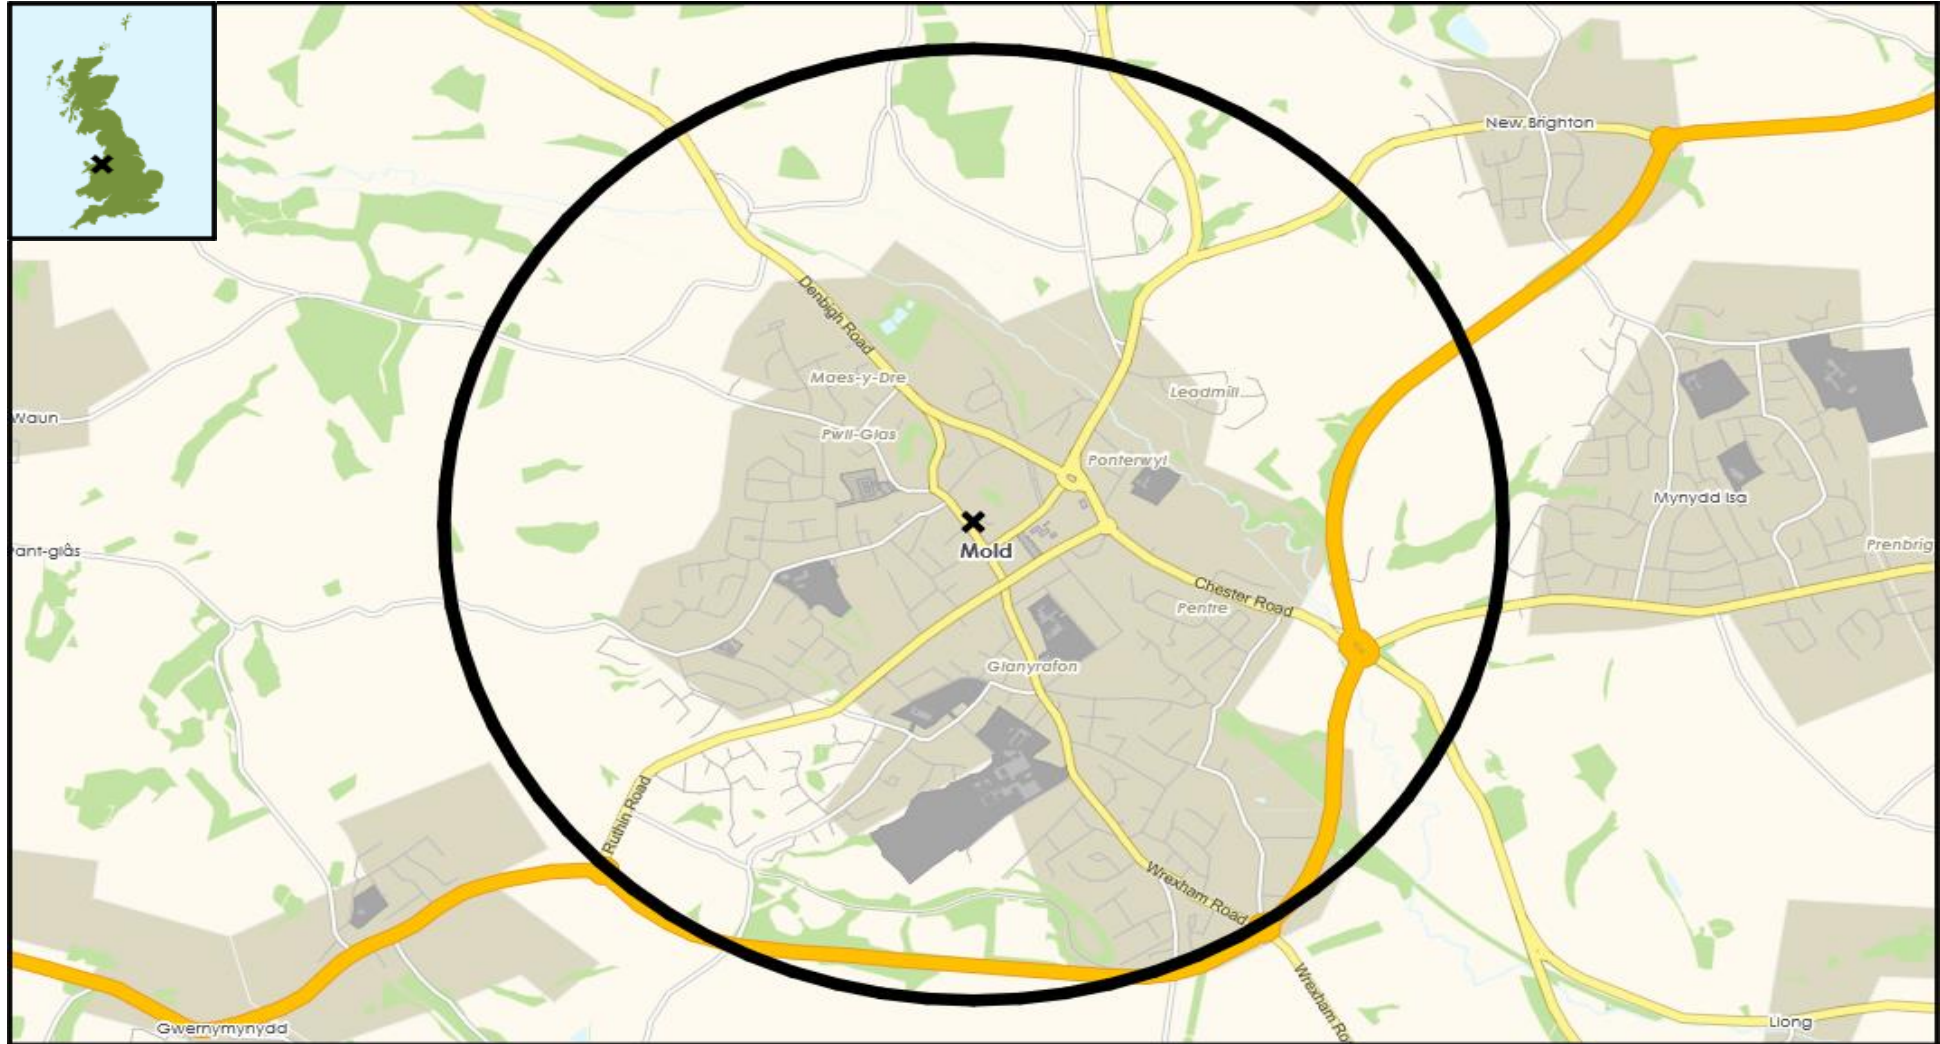 New Brighton
Denbigh Road
Maes-y-Dre
Leadmill
Waun
Pwll-Glas
Ponterwyl
Mynydd Isa
Mold
ant-glâs
Prenbrig
Chester Road
Pentre
Glanyrafon
Ruthin Road
Wrexham Road
Wrexham Ro
Gwernymynydd
Llong